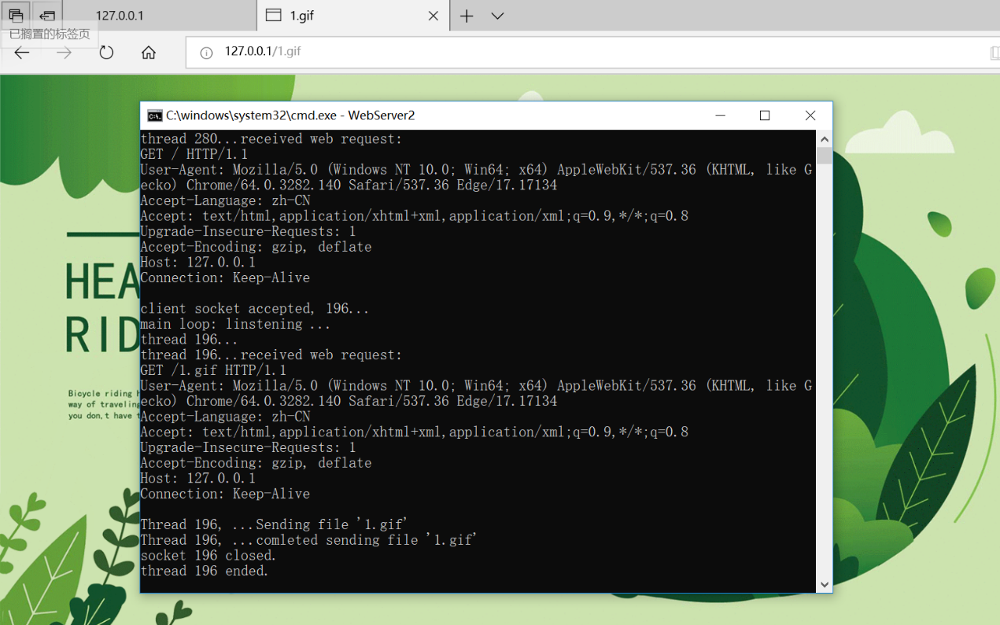 127.0.0.1
1.gif
已搁置的标签页
127.0.0.1/1.gif
C:\windows\system32\cmd.exe - WebServer2
thread 280...received web request:
GET / HTTP/1.1
User-Agent: Mozilla/5.0 (Windows NT 10.0; Win64; x64) AppleWebKit/537.36 (KHTML, like G
ecko) Chrome/64.0.3282.140 Safari/537.36 Edge/17.17134
Accept-Language: zh-CN
Accept: text/html,application/xhtml+xml,application/xml;q=0.9,*/*;q=0.8
Upgrade-Insecure-Requests: 1
Accept-Encoding: gzip, deflate
Host: 127.0.0.1
Connection: Keep-Alive
client socket accepted, 196...
main loop: linstening ...
thread 196...
thread 196...received web request:
GET /1.gif HTTP/1.1
User-Agent: Mozilla/5.0 (Windows NT 10.0; Win64; x64) AppleWebKit/537.36 (KHTML, like G
ecko) Chrome/64.0.3282.140 Safari/537.36 Edge/17.17134
Accept-Language: zh-CN
Accept: text/html,application/xhtml+xml,application/xml;q=0.9,*/*;q=0.8
Upgrade-Insecure-Requests: 1
Accept-Encoding: gzip, deflate
Host: 127.0.0.1
Connection: Keep-Alive
Thread 196, ...Sending file '1.gif'
Thread 196, ...comleted sending file '1.gif'
socket 196 closed.
thread 196 ended.
HEA
RID
Bicycle riding h
way of traveling
you don,t have t